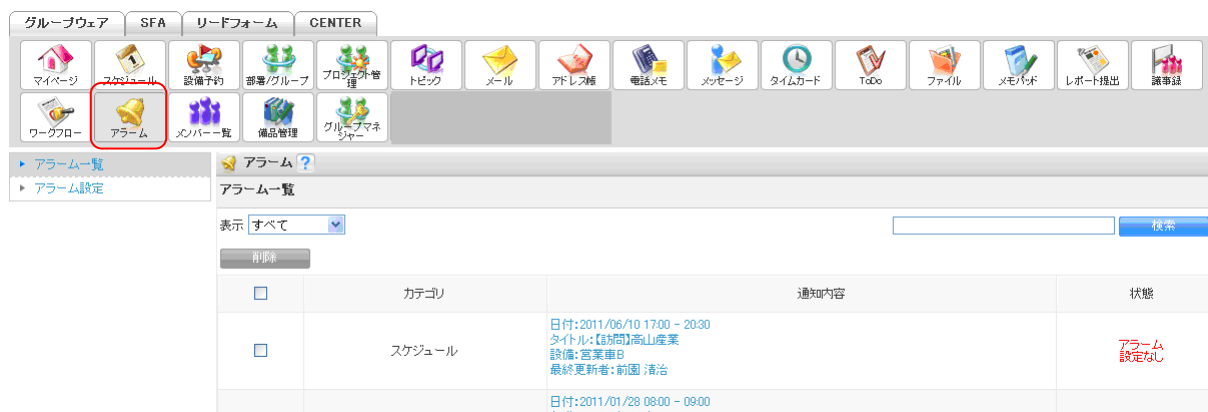 グループウェア SFA リードフォーム CENTER
マイページ スケジュール 設備予約 部署/グループ プロジェクト管理 トピック メール アドレス帳 電話メモ メッセージ タイムカード ToDo ファイル メモパッド レポート提出 議事録
ワークフロー アラーム メンバー一覧 備品管理 グループマネジャー
アラーム一覧
アラーム設定
アラーム ?
アラーム一覧
表示 すべて 検索
削除
カテゴリ 通知内容 状態
スケジュール
日付:2011/06/10 17:00 - 20:30
タイトル:【訪問】高山産業
設備:営業車B
最終更新者:前園 清治
アラーム
設定なし
日付:2011/01/28 08:00 - 09:00